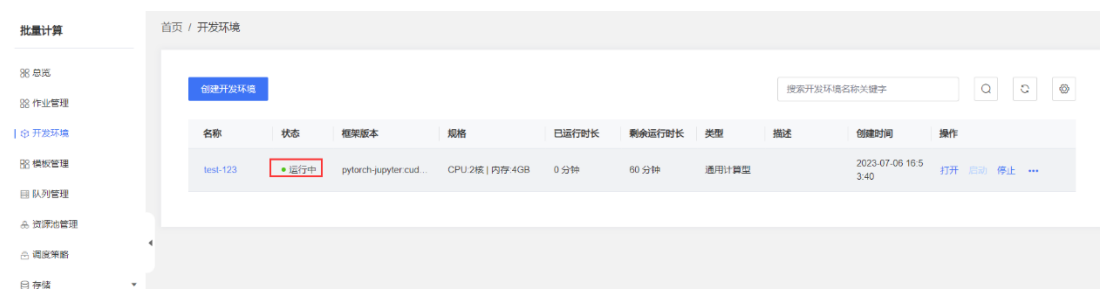 批量计算
首页 / 开发环境
总览
作业管理
开发环境
模板管理
队列管理
资源池管理
调度策略
存储
创建开发环境
搜索开发环境名称关键字
名称 状态 框架版本 规格 已运行时长 剩余运行时长 类型 描述 创建时间 操作
test-123 运行中 pytorch-jupyter:cud... CPU:2核 | 内存:4GB 0 分钟 60 分钟 通用计算型 2023-07-06 16:5 打开 启动 停止 •••
3:40